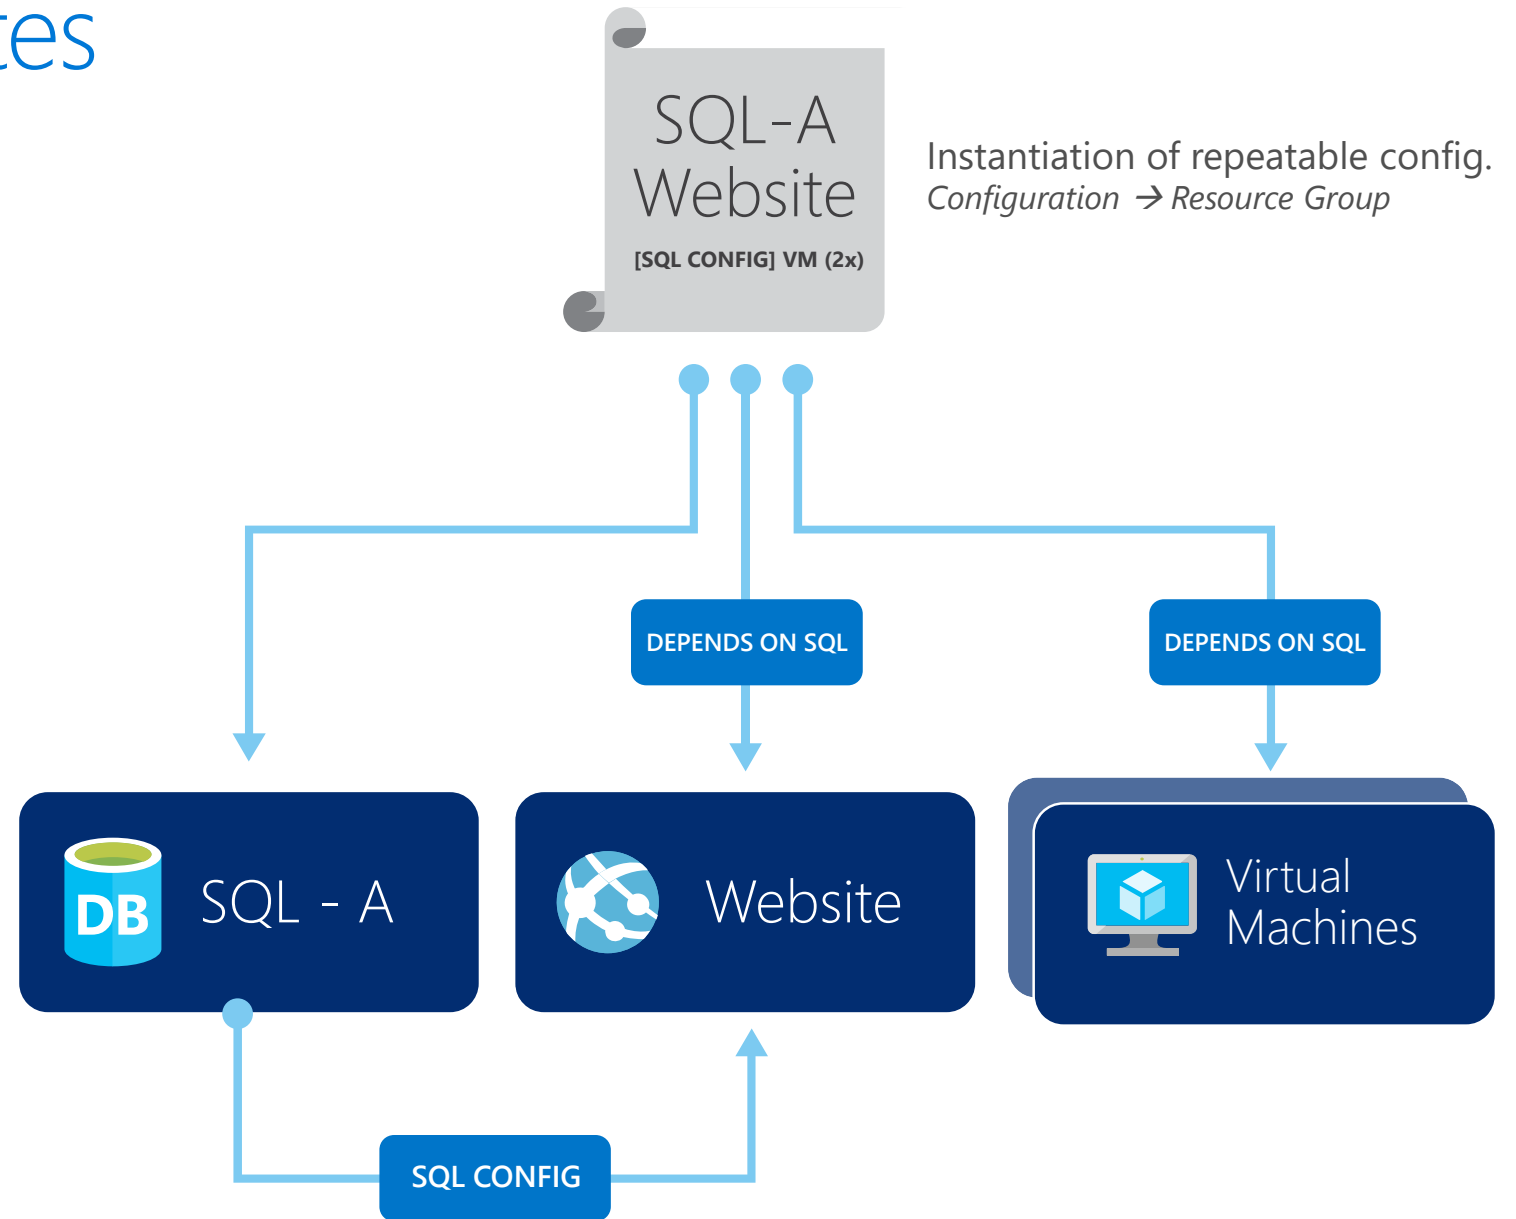 SQL-A
Website
[SQL CONFIG] VM (2x)
Instantiation of repeatable config.
Configuration → Resource Group
DEPENDS ON SQL
DEPENDS ON SQL
DB
SQL - A
Website
Virtual
Machines
SQL CONFIG